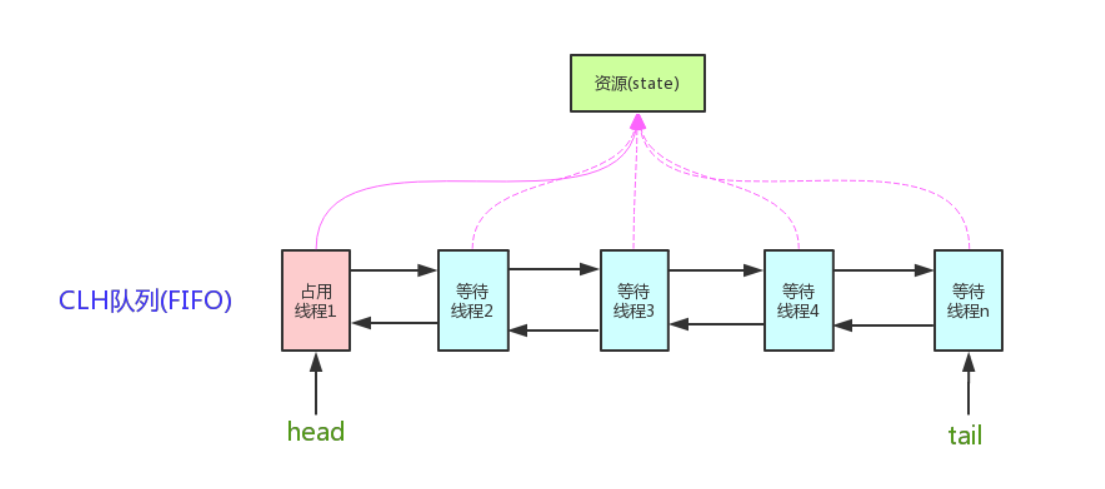 资源(state)
CLH队列(FIFO)
占用
线程1
等待
线程2
等待
线程3
等待
线程4
等待
线程n
head
tail